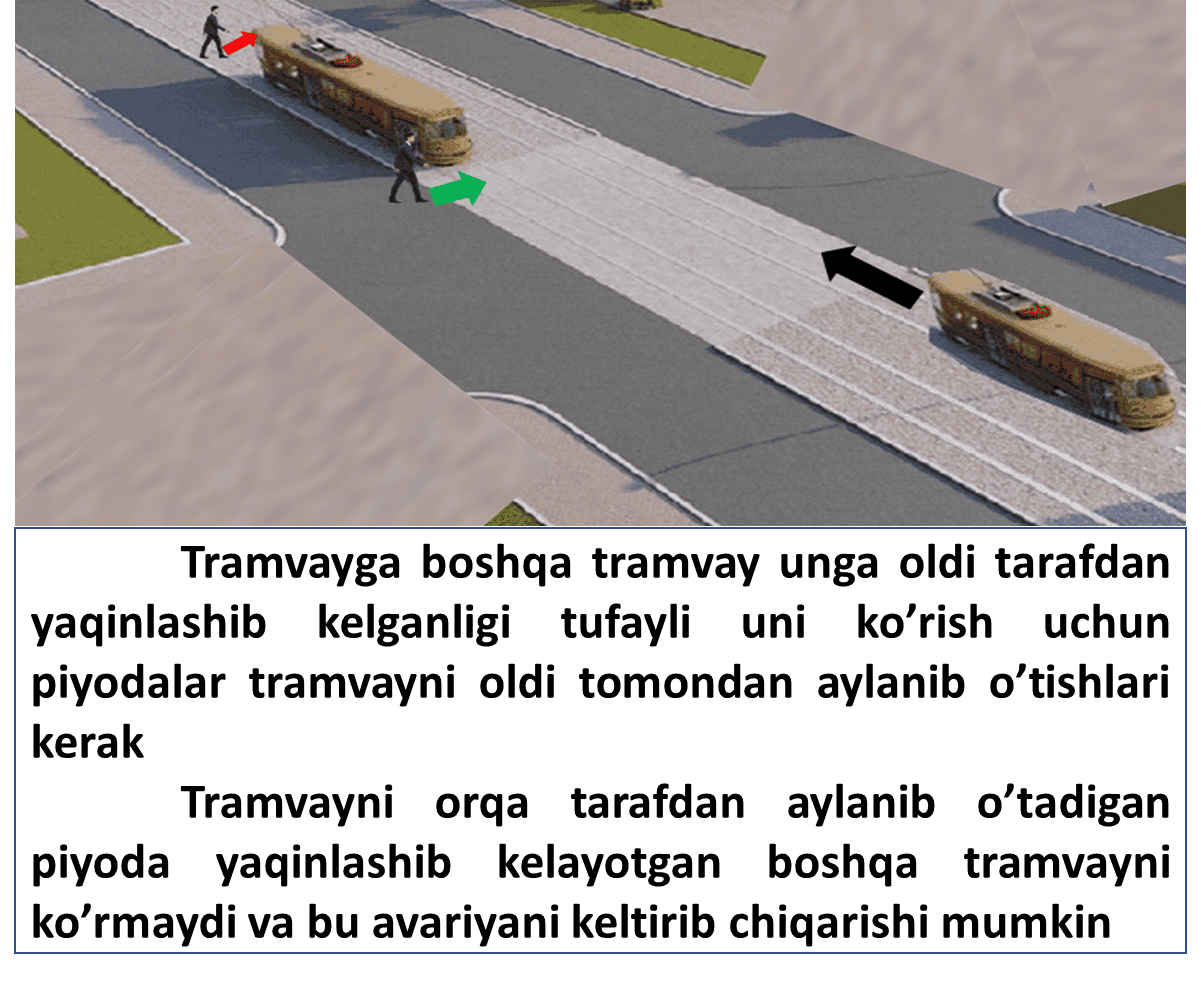 Tramvayga boshqa tramvay unga oldi tarafdan
yaqinlashib kelganligi tufayli uni ko’rish uchun
piyodalar tramvayni oldi tomondan aylanib o’tishlari
kerak
Tramvayni orqa tarafdan aylanib o’tadigan
piyoda yaqinlashib kelayotgan boshqa tramvayni
ko’rmaydi va bu avariyani keltirib chiqarishi mumkin